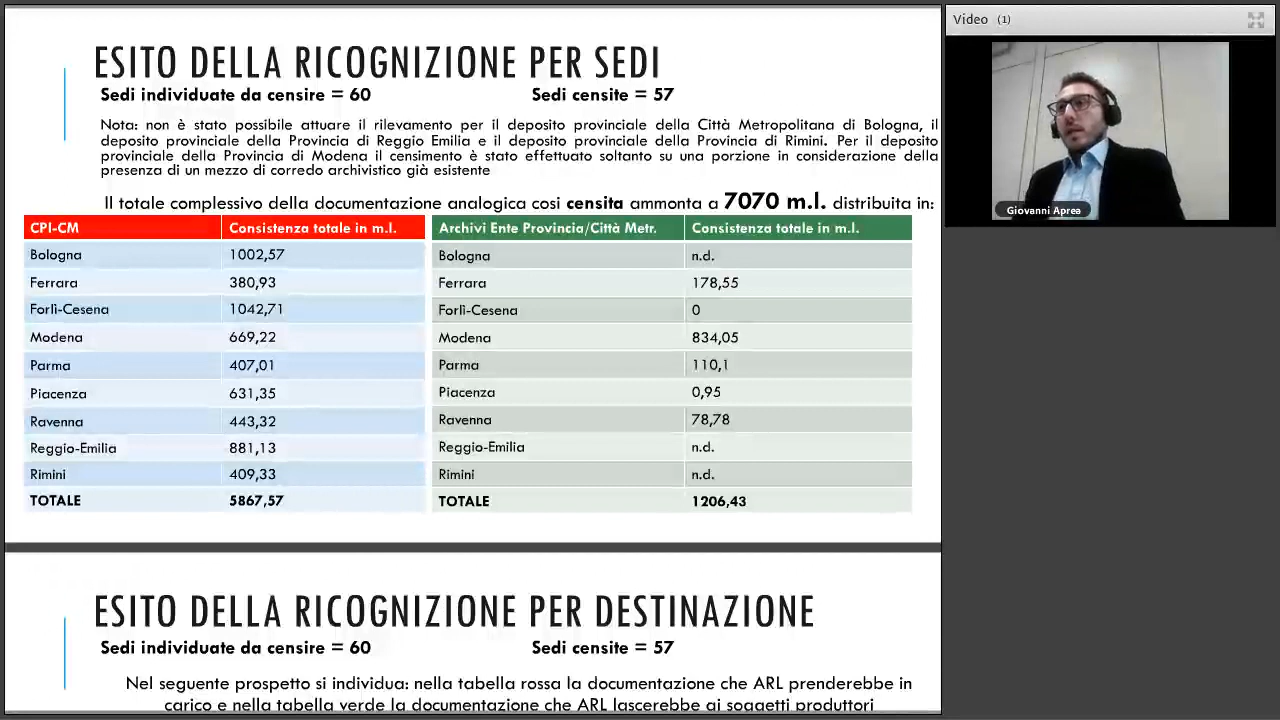 ESITO DELLA RICOGNIZIONE PER SEDI
Sedi individuate da censire = 60 Sedi censite = 57
Nota: non è stato possibile attuare il rilevamento per il deposito provinciale della Città Metropolitana di Bologna, il
deposito provinciale della Provincia di Reggio Emilia e il deposito provinciale della Provincia di Rimini. Per il deposito
provinciale della Provincia di Modena il censimento è stato effettuato soltanto su una porzione in considerazione della
presenza di un mezzo di corredo archivistico già esistente
Il totale complessivo della documentazione analogica così censita ammonta a 7070 m.l. distribuita in:
CPI-CM Consistenza totale in m.l.
Bologna 1002,57
Ferrara 380,93
Forlì-Cesena 1042,71
Modena 669,22
Parma 407,01
Piacenza 631,35
Ravenna 443,32
Reggio-Emilia 881,13
Rimini 409,33
TOTALE 5867,57
Archivi Ente Provincia/Città Metr. Consistenza totale in m.l.
Bologna n.d.
Ferrara 178,55
Forlì-Cesena 0
Modena 834,05
Parma 110,1
Piacenza 0,95
Ravenna 78,78
Reggio-Emilia n.d.
Rimini n.d.
TOTALE 1206,43
ESITO DELLA RICOGNIZIONE PER DESTINAZIONE
Sedi individuate da censire = 60 Sedi censite = 57
Nel seguente prospetto si individua: nella tabella rossa la documentazione che ARL prenderebbe in
carico e nella tabella verde la documentazione che ARL lascerebbe ai soggetti produttori
Video (1)
Giovanni Aprea